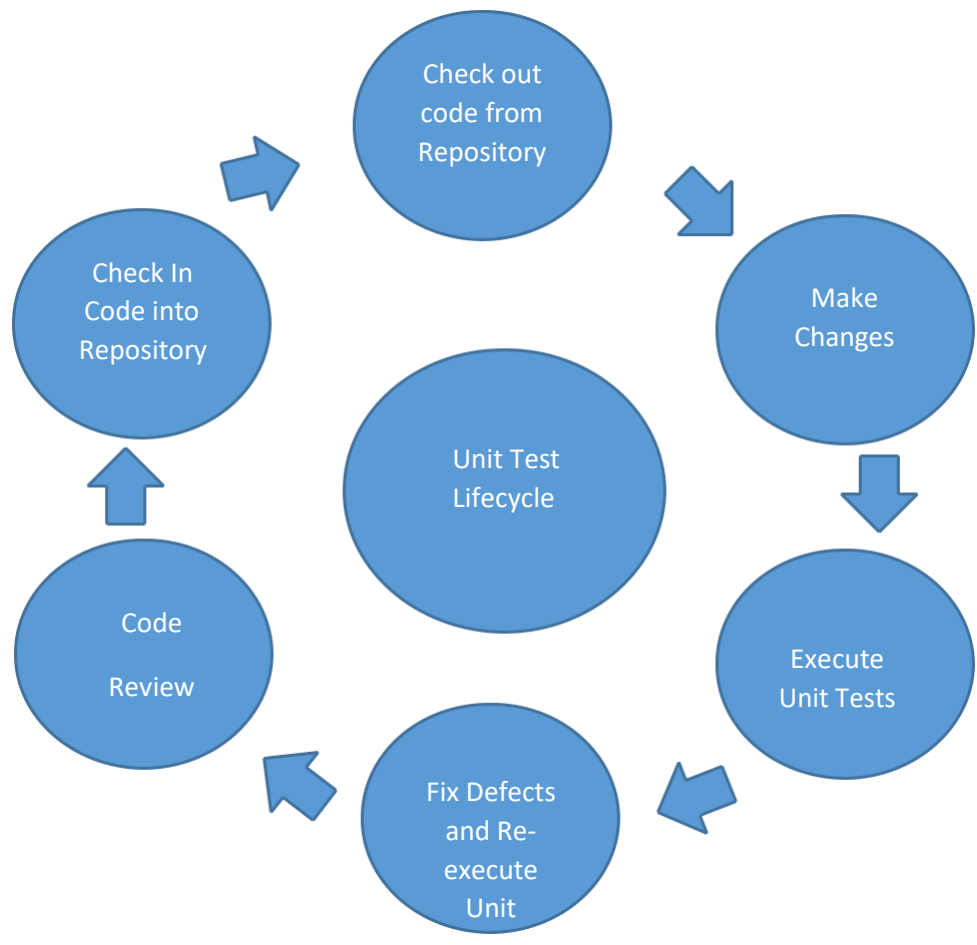 Check out
code from
Repository
Make
Changes
Execute
Unit Tests
Fix Defects
and Re-
execute
Unit
Code
Review
Check In
Code into
Repository
Unit Test
Lifecycle